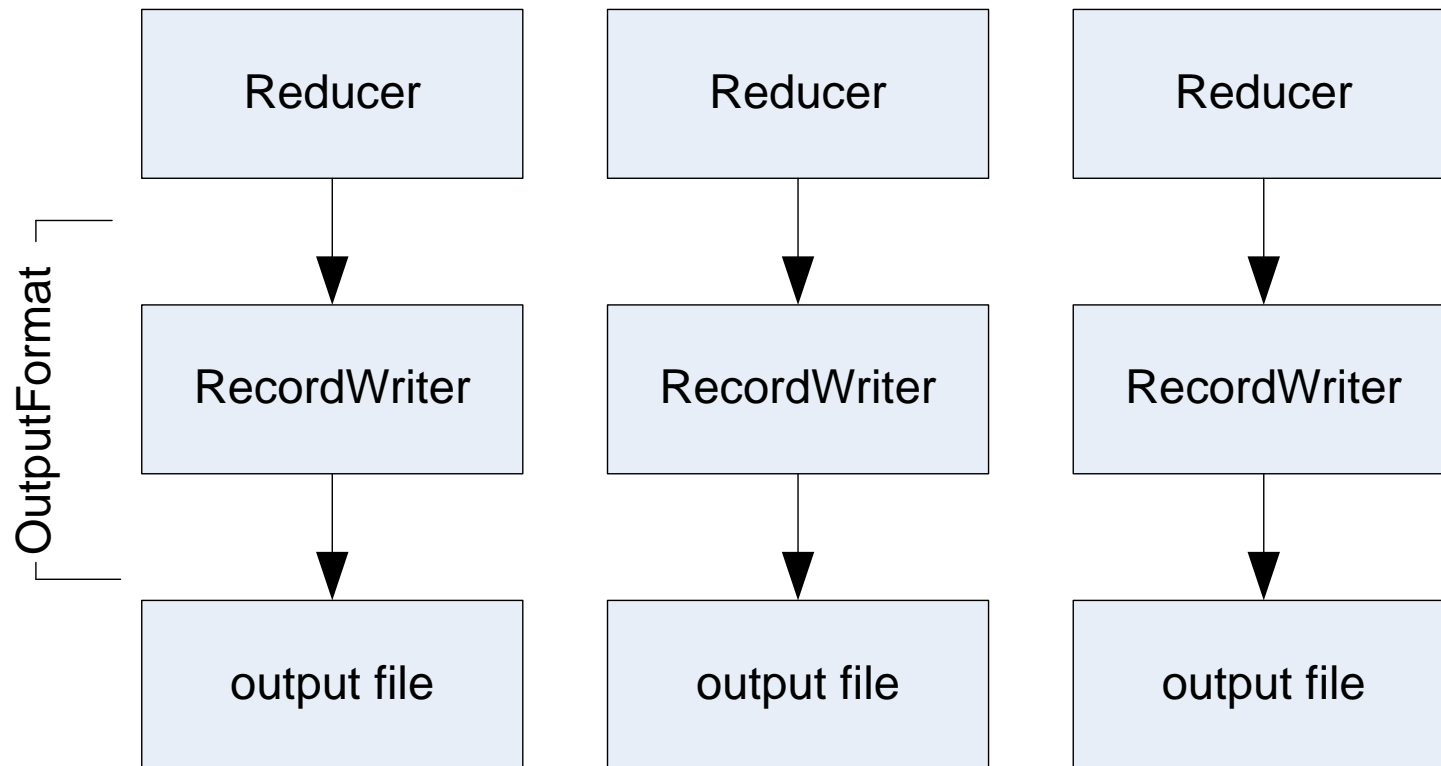 Reducer
Reducer
Reducer
OutputFormat
RecordWriter
RecordWriter
RecordWriter
output file
output file
output file